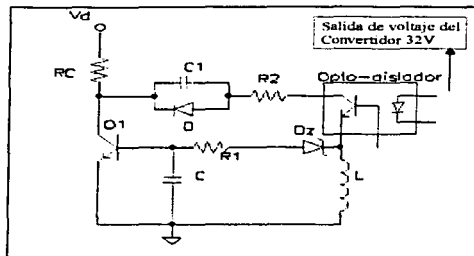 Vd
Salida de voltaje del
Convertidor 32V
RC
C1
R2
Opto-aislador
D
Q1
Dz
R1
C
L